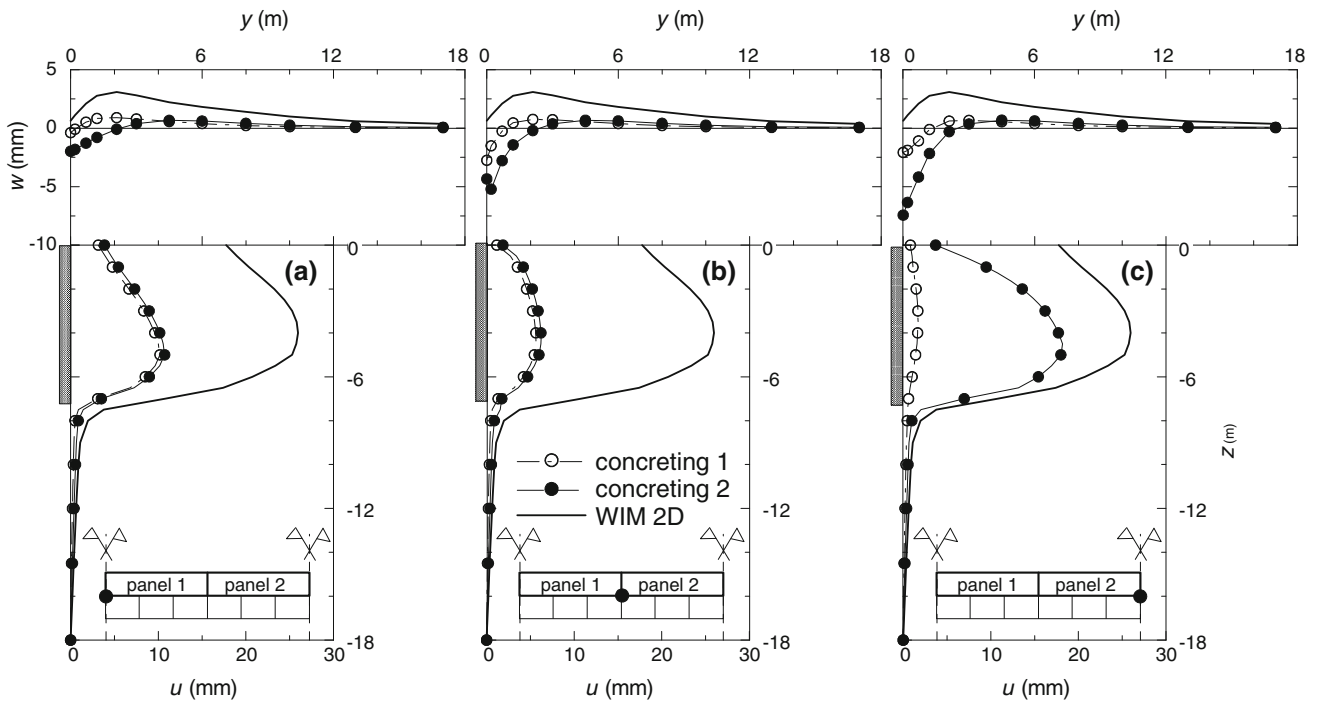 y (m)
y (m)
y (m)
0 6 12 18
0 6 12 18
0 6 12 18
5
0
-5
-10
w (mm)
(a)
(b)
(c)
0
-6
-12
-18
0
-6
-12
-18
0
-6
-12
-18
z (m)
concreting 1
concreting 2
WIM 2D
panel 1 panel 2
panel 1 panel 2
panel 1 panel 2
0 10 20 30
0 10 20 30
0 10 20 30
u (mm)
u (mm)
u (mm)